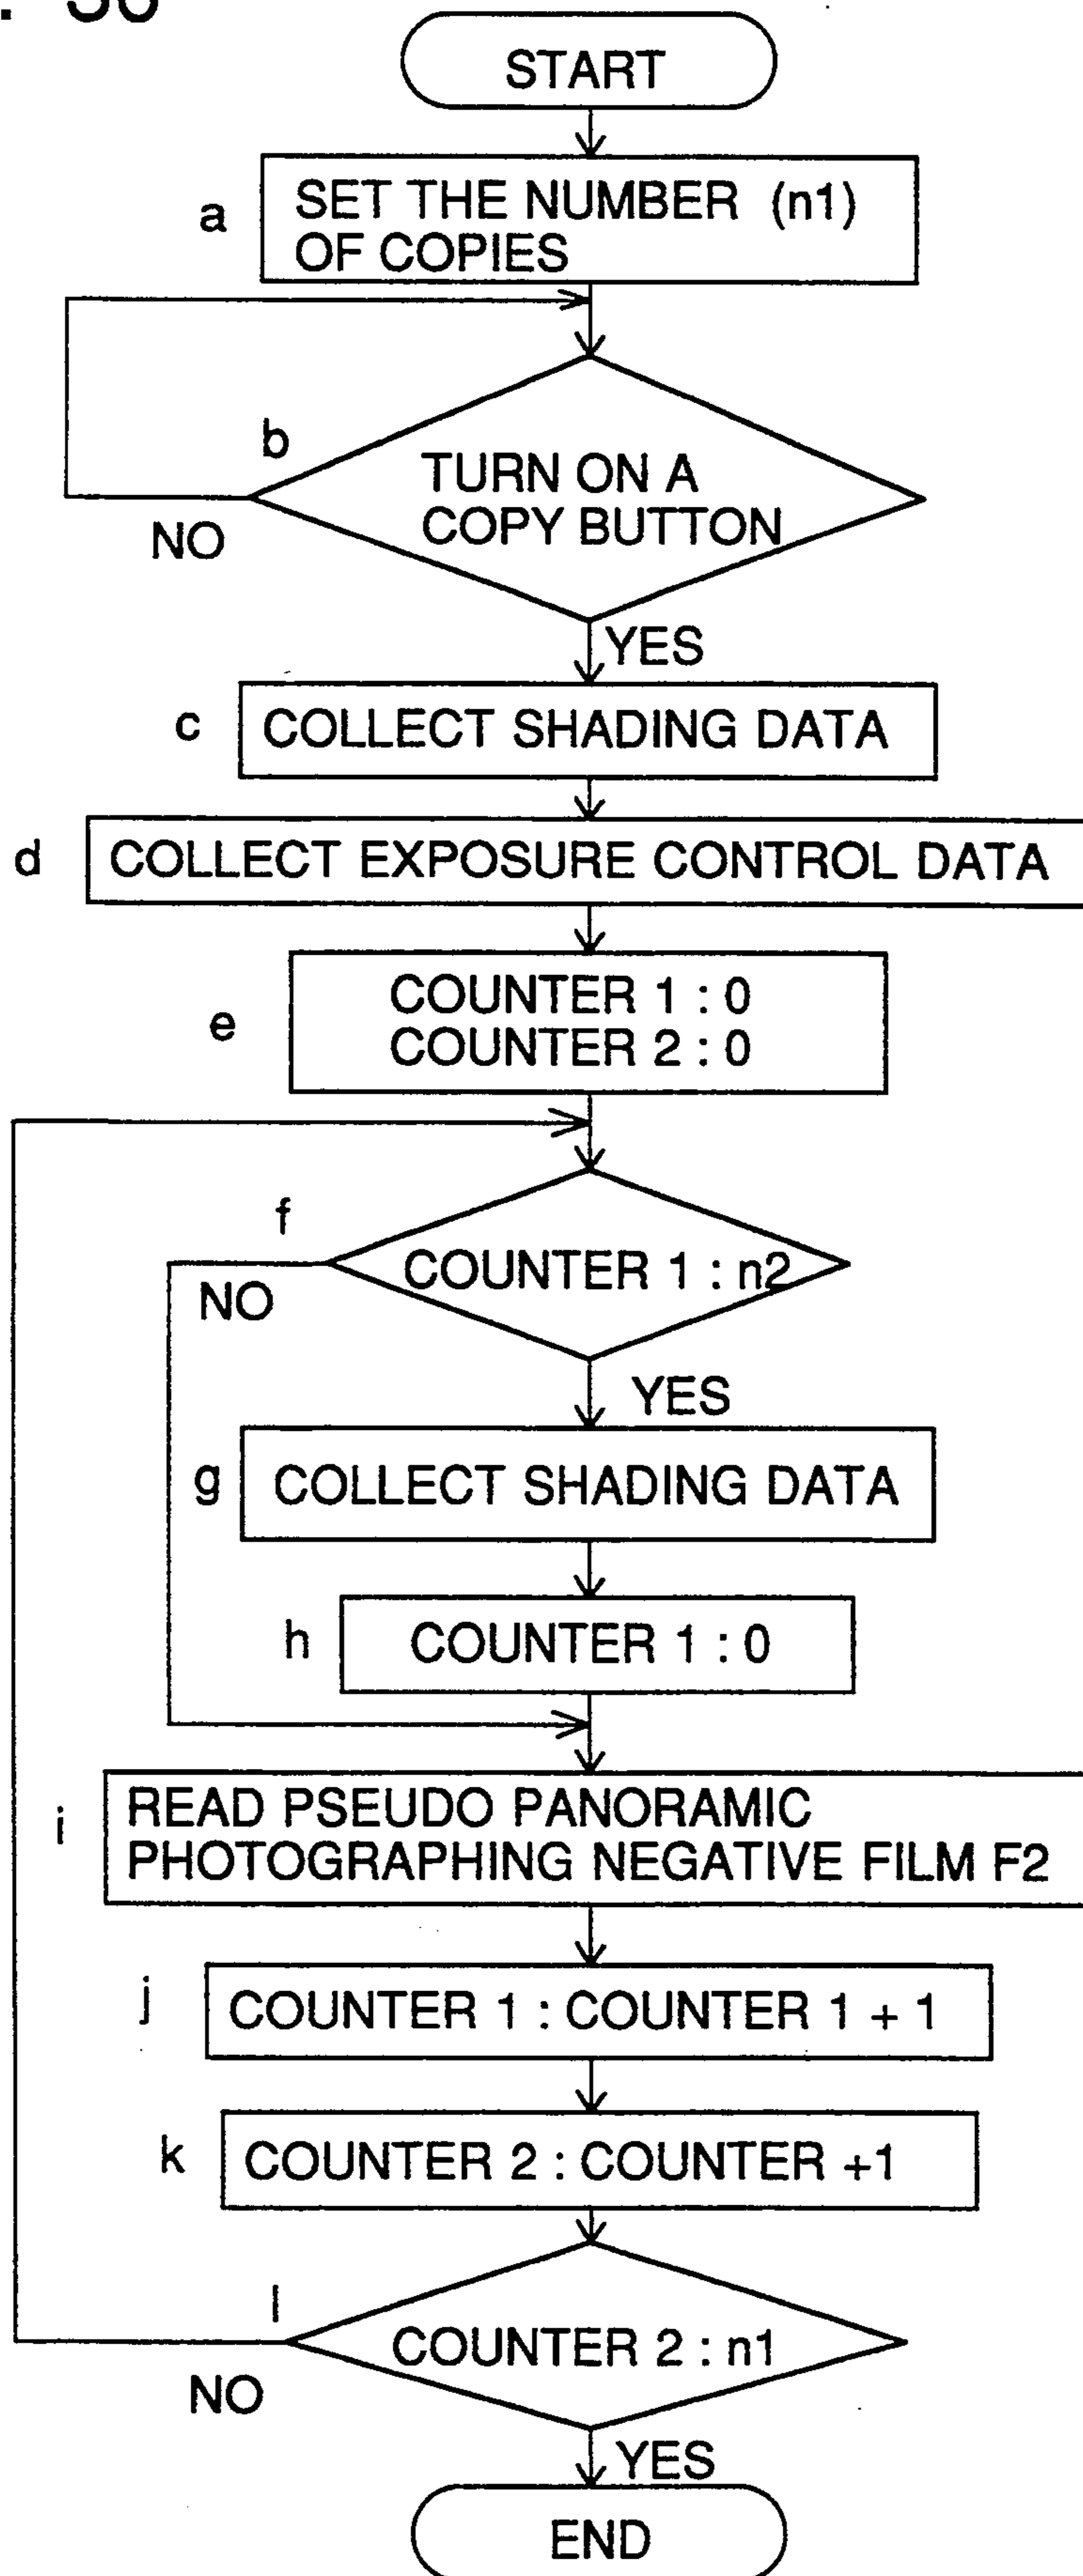 START
a
SET THE NUMBER (n1)
OF COPIES
b
TURN ON A
COPY BUTTON
NO
YES
c
COLLECT SHADING DATA
d
COLLECT EXPOSURE CONTROL DATA
e
COUNTER 1 : 0
COUNTER 2 : 0
f
COUNTER 1 : n2
NO
YES
g
COLLECT SHADING DATA
h
COUNTER 1 : 0
i
READ PSEUDO PANORAMIC
PHOTOGRAPHING NEGATIVE FILM F2
j
COUNTER 1 : COUNTER 1 + 1
k
COUNTER 2 : COUNTER +1
l
COUNTER 2 : n1
NO
YES
END